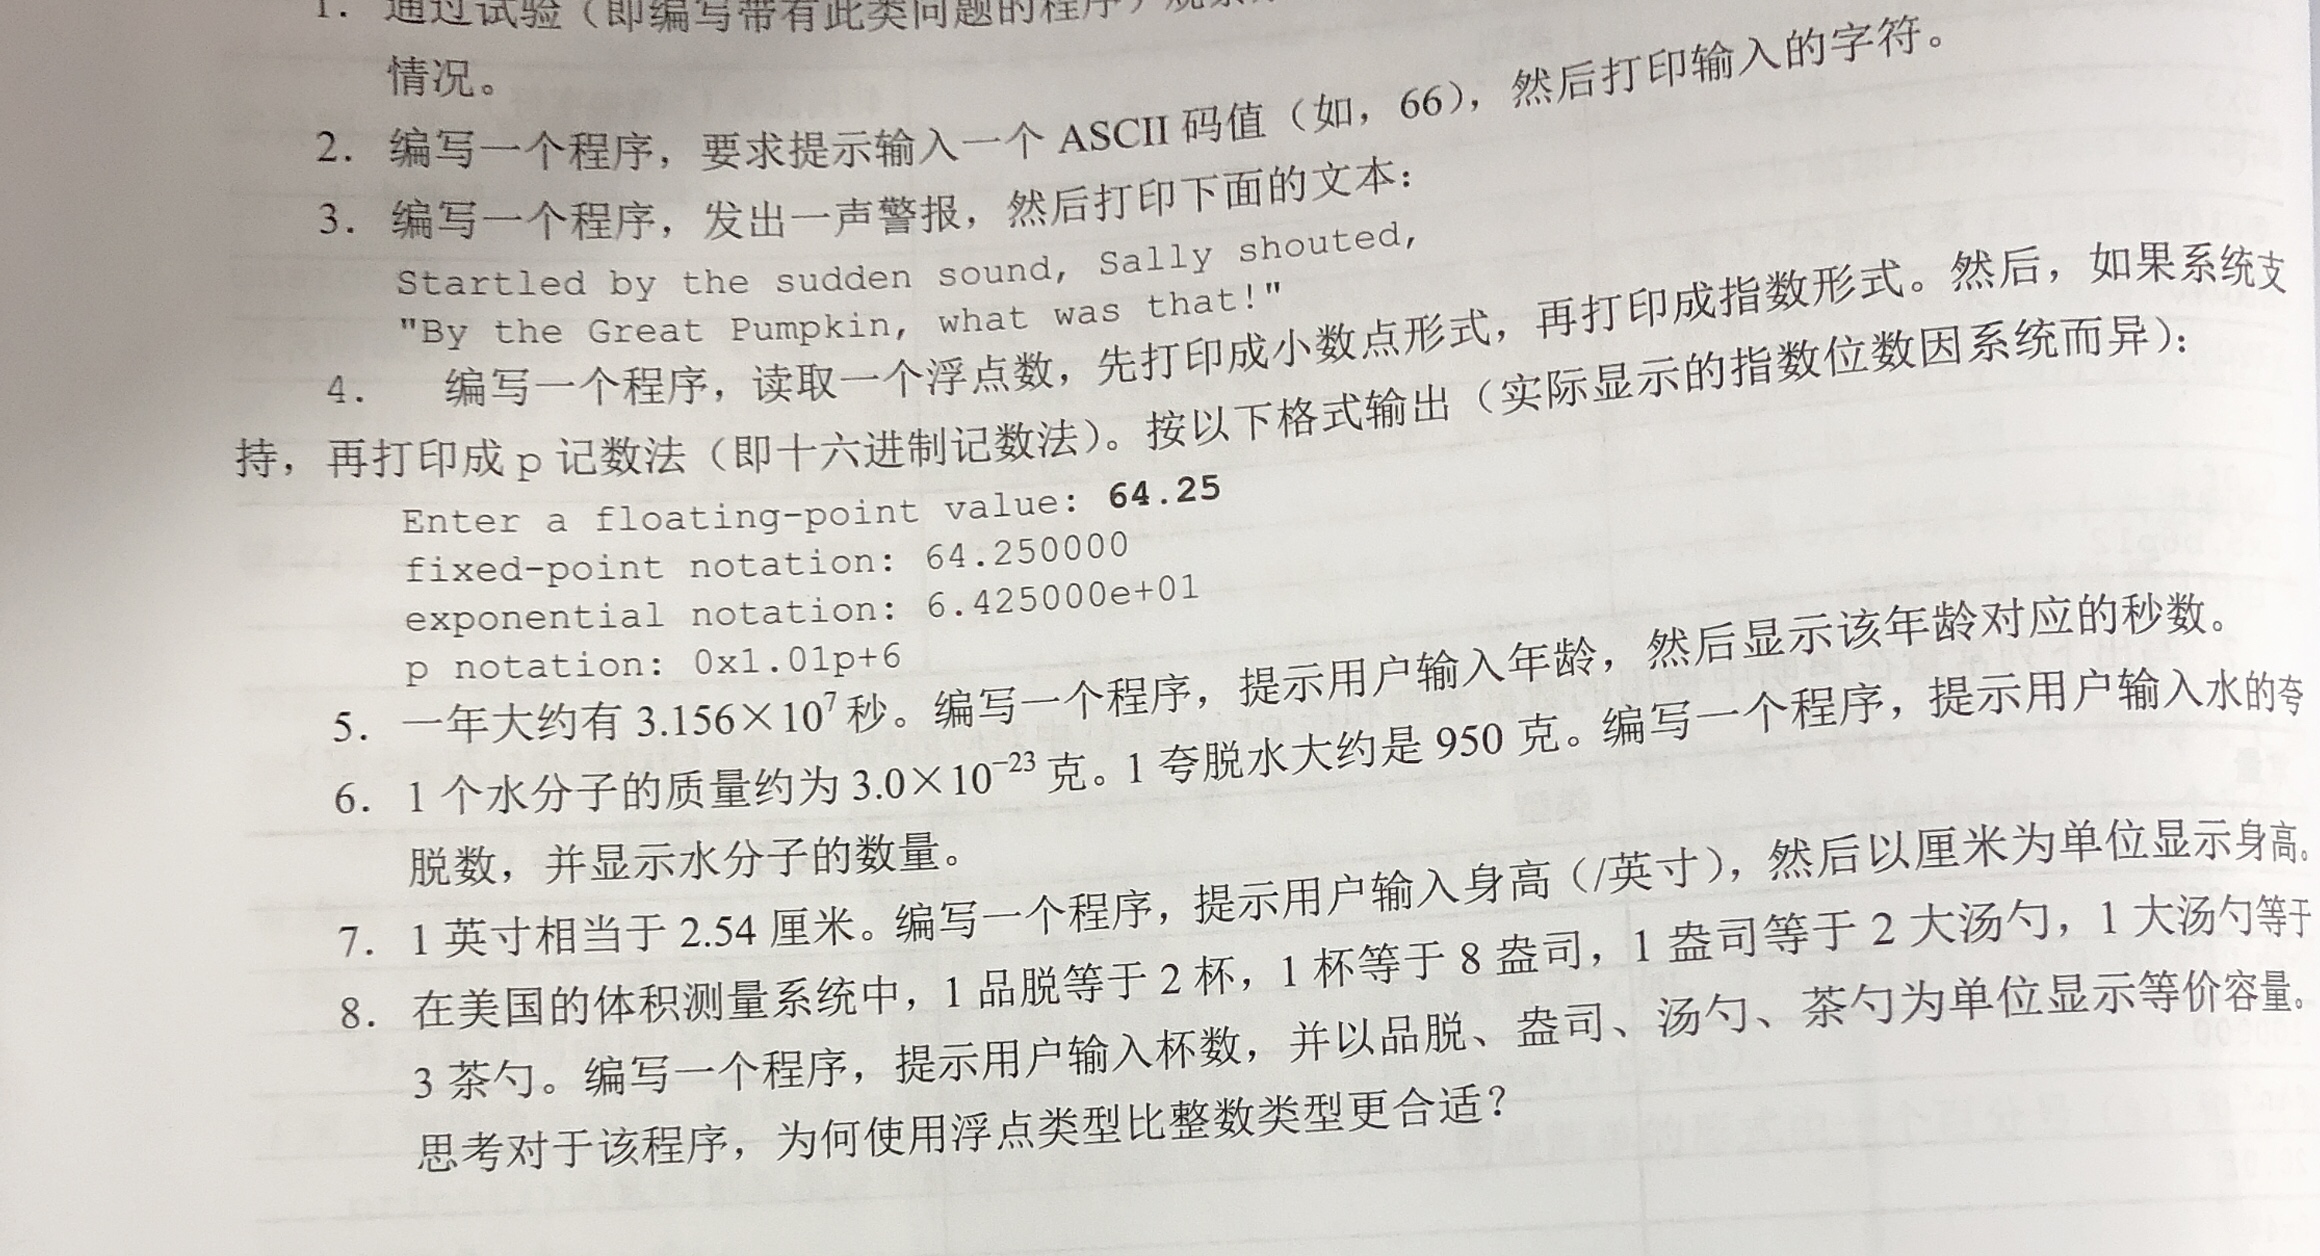 1. 通过试验（即编写带有此类问题的程序）观察
情况。
2. 编写一个程序，要求提示输入一个 ASCII 码值（如，66），然后打印输入的字符。
3. 编写一个程序，发出一声警报，然后打印下面的文本：
Startled by the sudden sound, Sally shouted,
"By the Great Pumpkin, what was that!"
4. 编写一个程序，读取一个浮点数，先打印成小数点形式，再打印成指数形式。然后，如果系统支
持，再打印成 p 记数法（即十六进制记数法）。按以下格式输出（实际显示的指数位数因系统而异）：
Enter a floating-point value: 64.25
fixed-point notation: 64.250000
exponential notation: 6.425000e+01
p notation: 0x1.01p+6
5. 一年大约有 3.156×10⁷ 秒。编写一个程序，提示用户输入年龄，然后显示该年龄对应的秒数。
6. 1 个水分子的质量约为 3.0×10⁻²³ 克。1 夸脱水大约是 950 克。编写一个程序，提示用户输入水的夸
脱数，并显示水分子的数量。
7. 1 英寸相当于 2.54 厘米。编写一个程序，提示用户输入身高（/英寸），然后以厘米为单位显示身高。
8. 在美国的体积测量系统中，1 品脱等于 2 杯，1 杯等于 8 盎司，1 盎司等于 2 大汤勺，1 大汤勺等于
3 茶勺。编写一个程序，提示用户输入杯数，并以品脱、盎司、汤勺、茶勺为单位显示等价容量。
思考对于该程序，为何使用浮点类型比整数类型更合适？